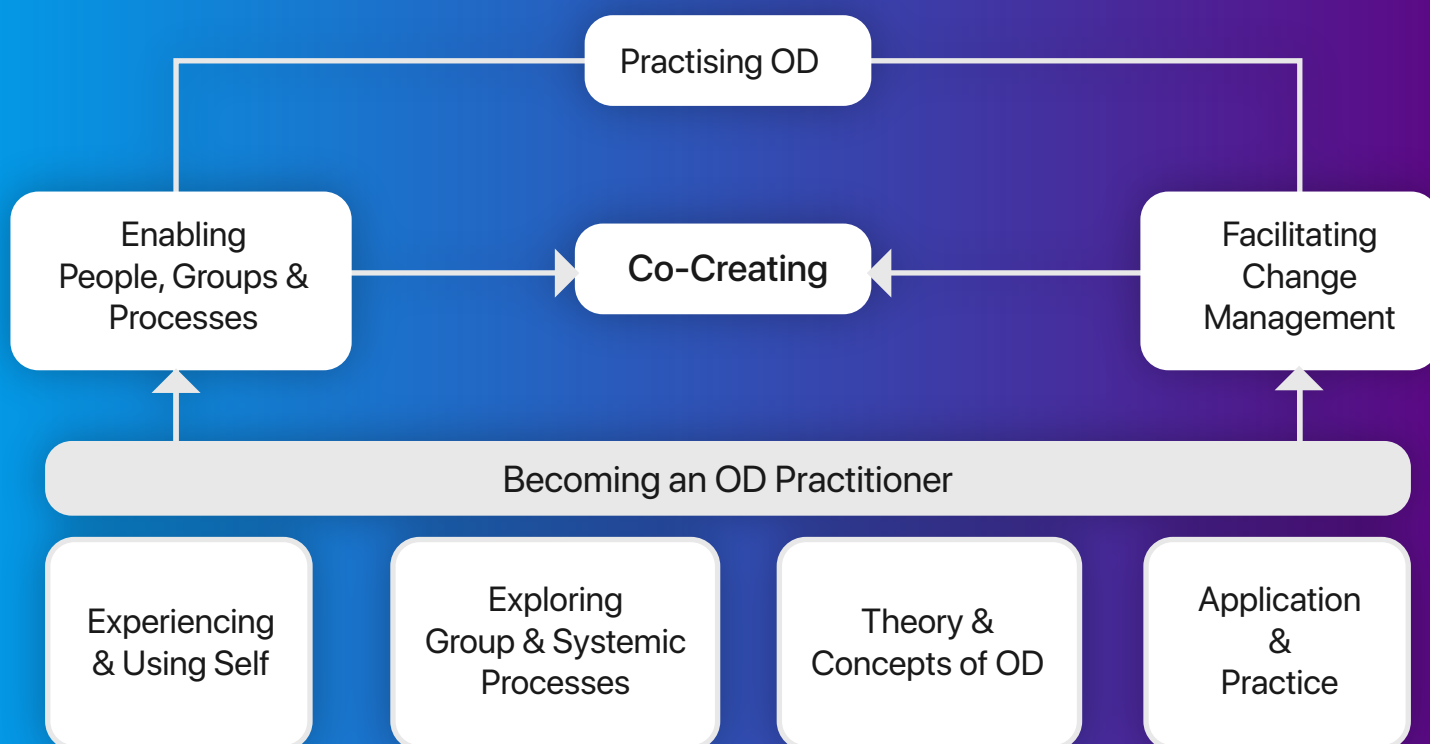 Practising OD
Enabling
People, Groups &
Processes
Co-Creating
Facilitating
Change
Management
Becoming an OD Practitioner
Experiencing
& Using Self
Exploring
Group & Systemic
Processes
Theory &
Concepts of OD
Application
&
Practice